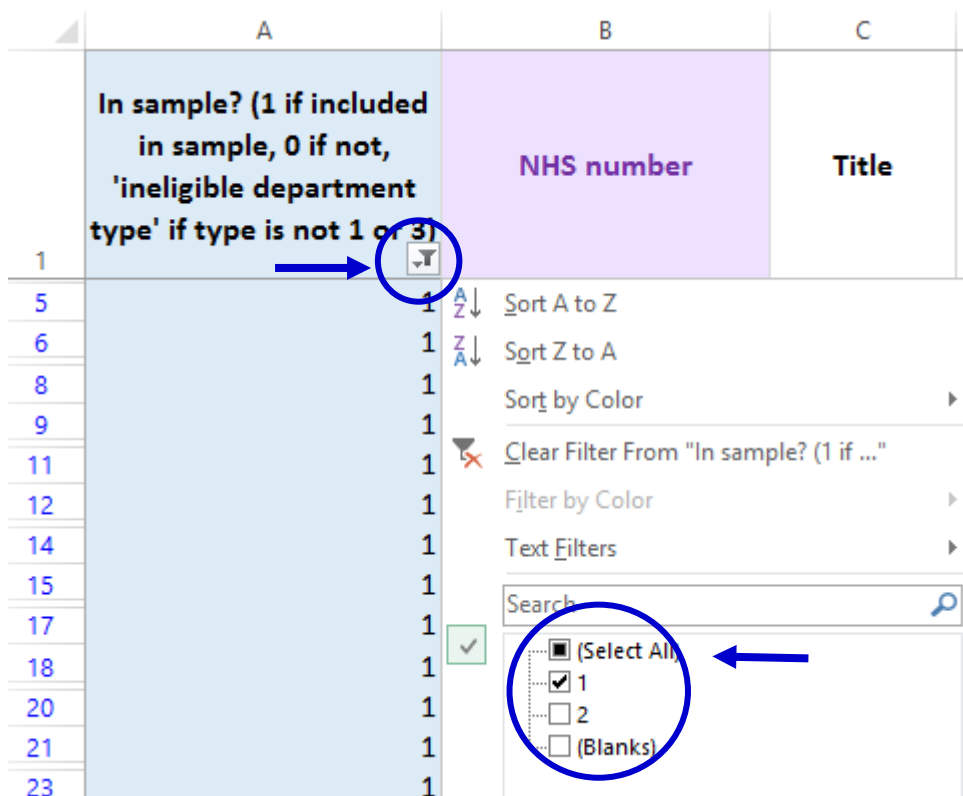 A B C
In sample? (1 if included
in sample, 0 if not,
'ineligible department
type' if type is not 1 or 3)
NHS number
Title
1
5 1 Sort A to Z
6 1 Sort Z to A
8 1 Sort by Color
9 1
11 1 Clear Filter From "In sample? (1 if ..."
12 1 Filter by Color
14 1 Text Filters
15 1 Search
17 1
18 1 (Select All)
1
20 1 2
21 1 (Blanks)
23 1